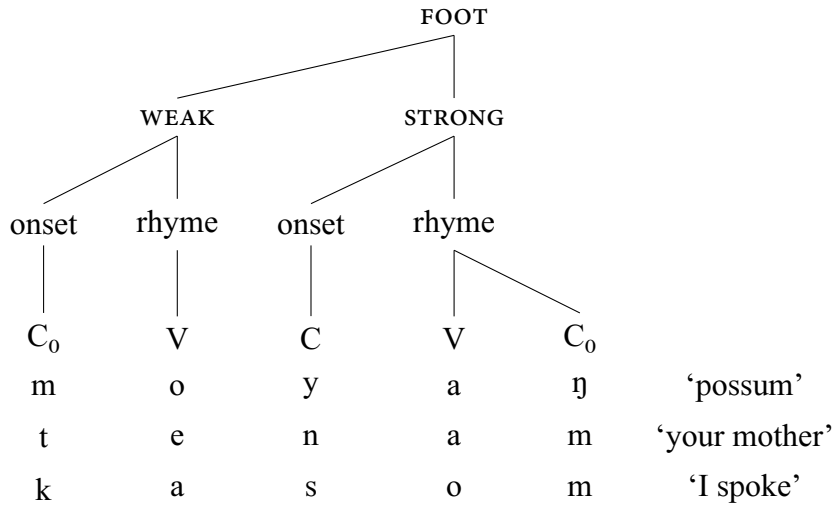 FOOT
WEAK STRONG
onset rhyme onset rhyme
C₀ V C V C₀
m o y a ŋ ‘possum’
t e n a m ‘your mother’
k a s o m ‘I spoke’